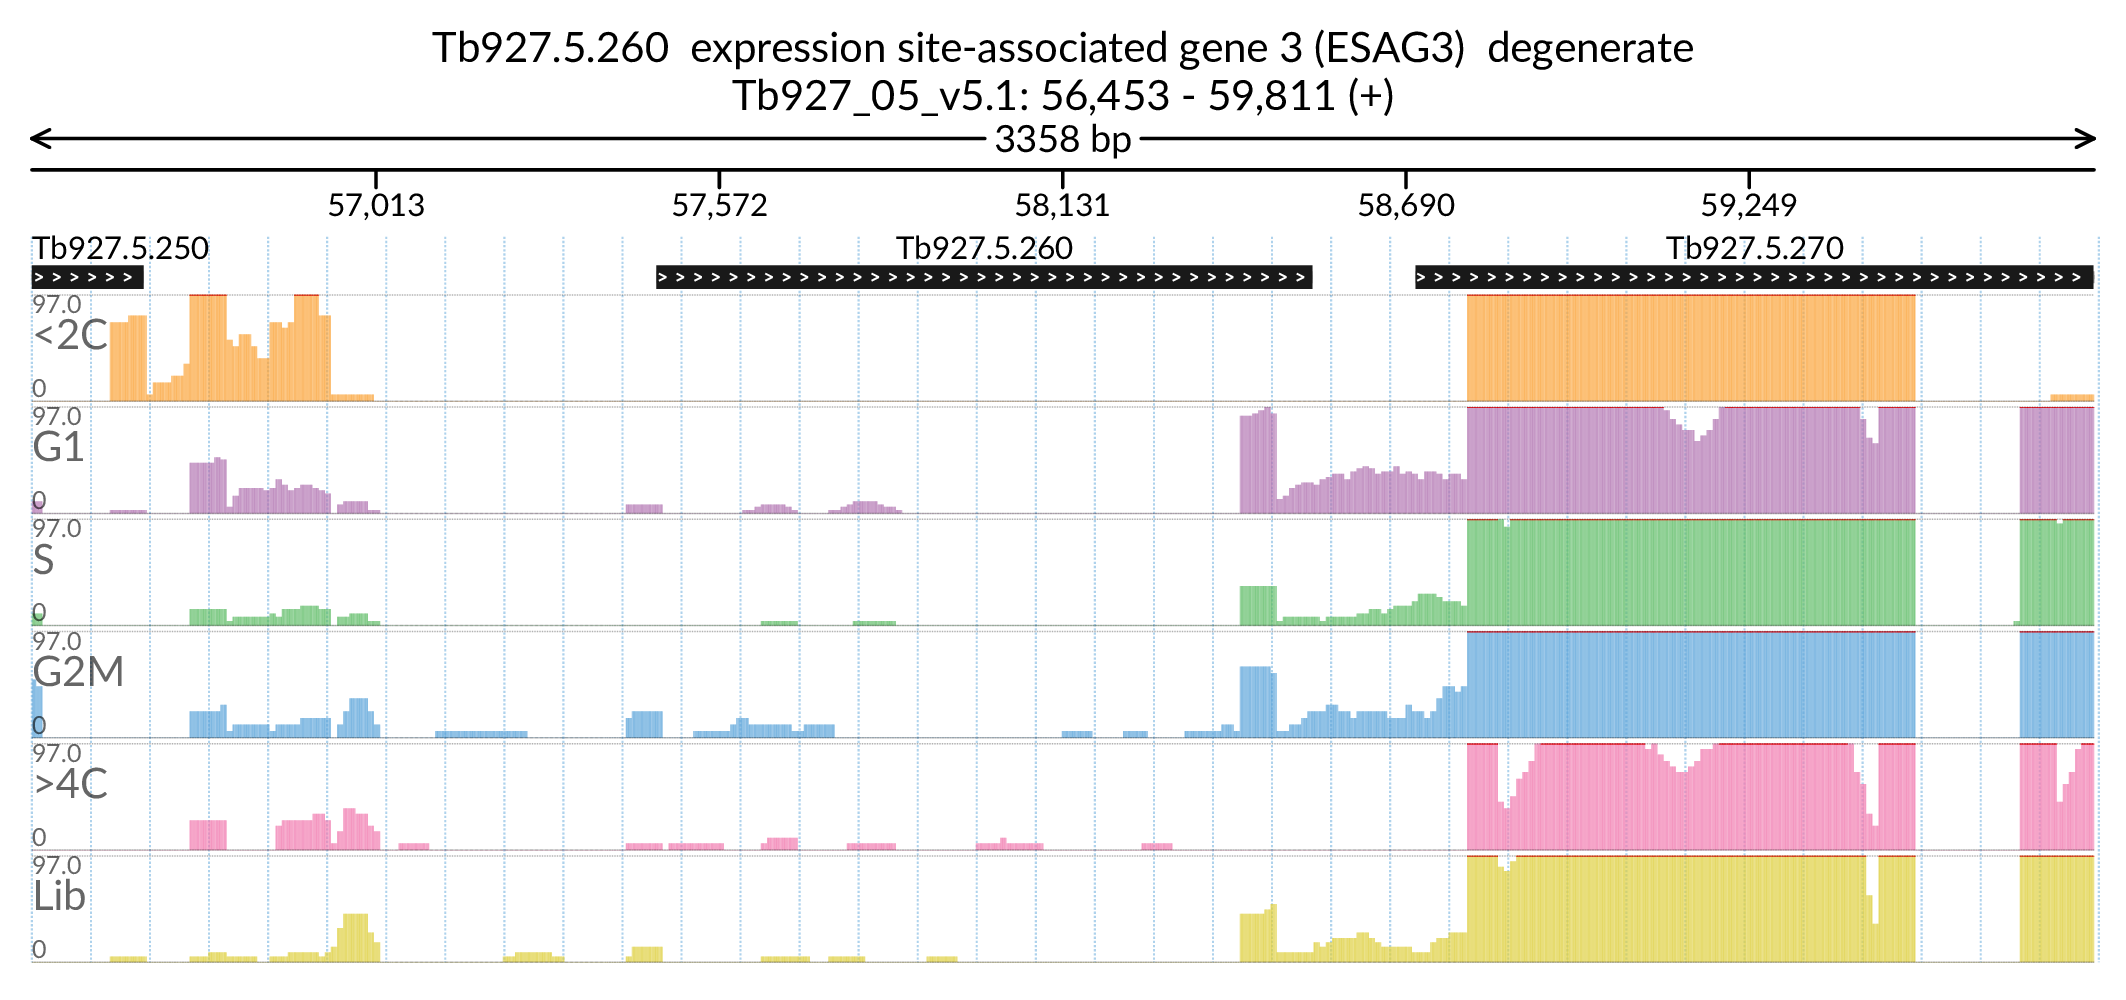 Tb927.5.260  expression site-associated gene 3 (ESAG3)  degenerate
Tb927_05_v5.1: 56,453 - 59,811 (+)
3358 bp
57,013 57,572 58,131 58,690 59,249
Tb927.5.250 Tb927.5.260 Tb927.5.270
97.0
<2C
0
97.0
G1
0
97.0
S
0
97.0
G2M
0
97.0
>4C
0
97.0
Lib
0